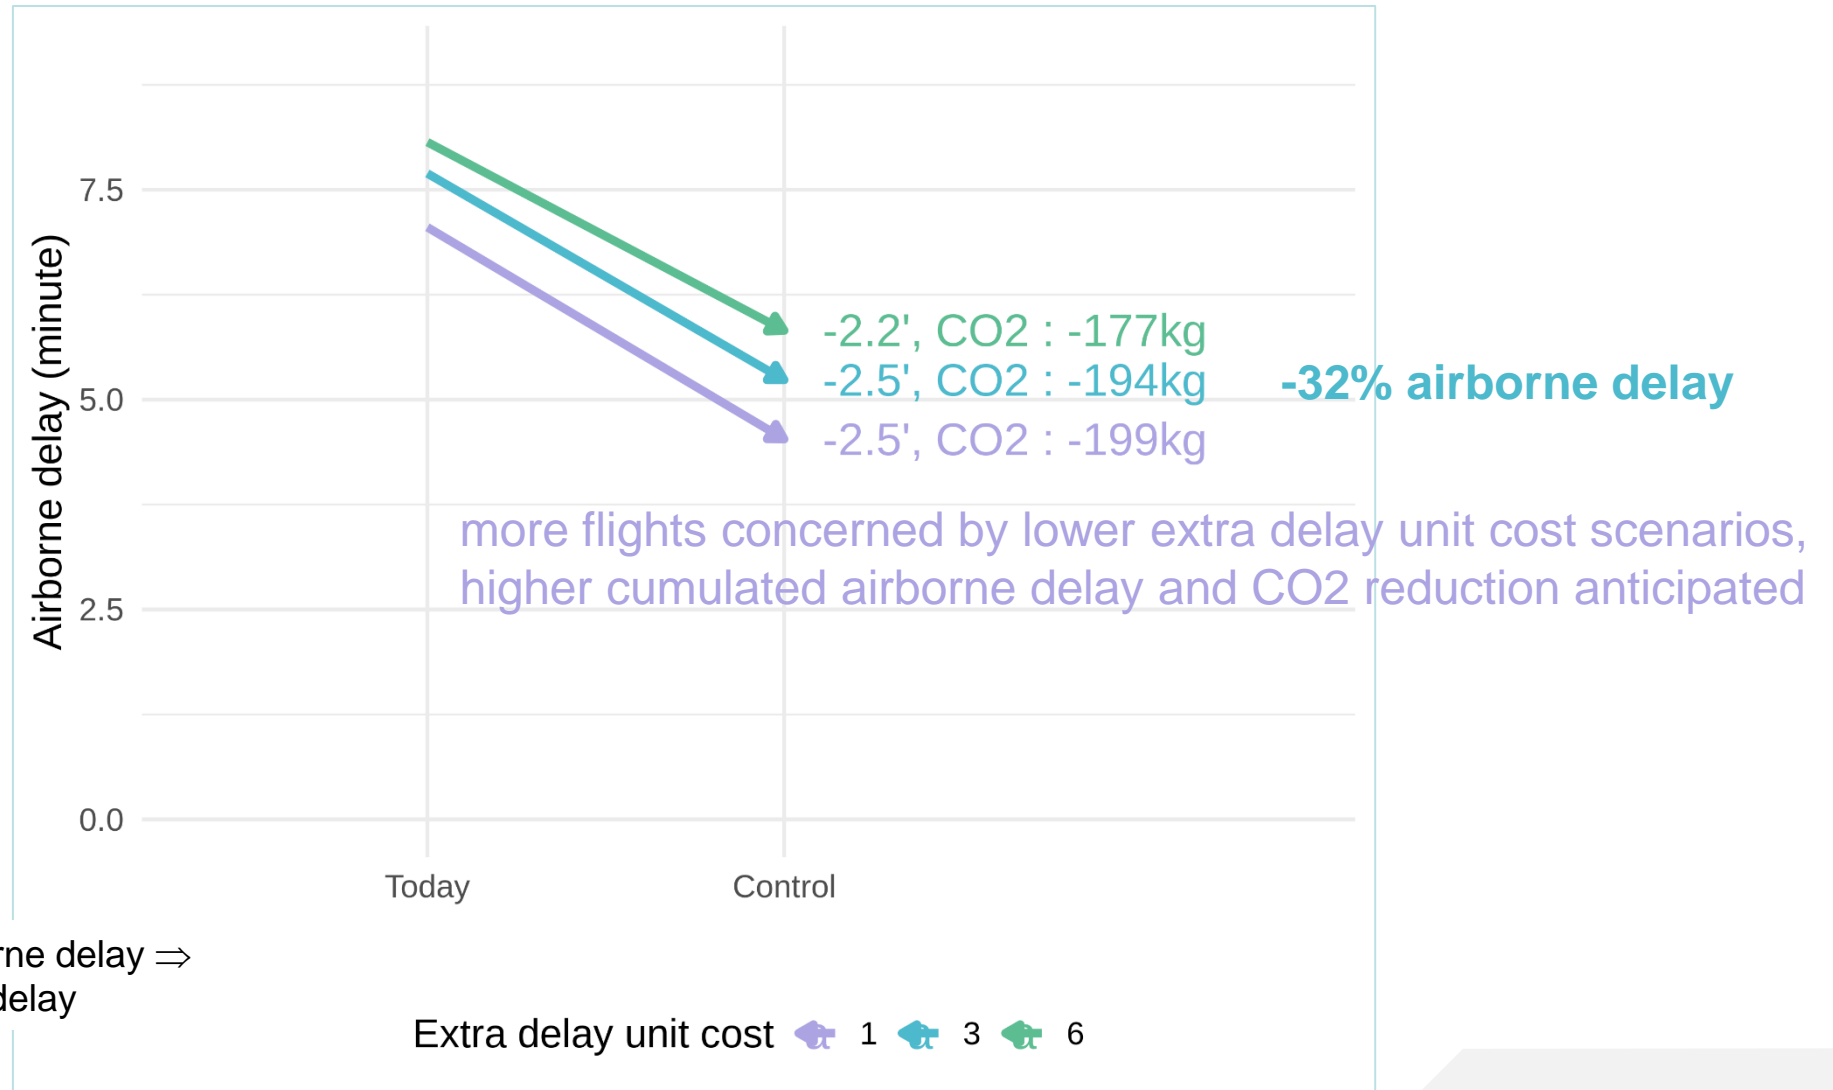 7.5
5.0
2.5
0.0
Airborne delay (minute)
-2.2', CO2 : -177kg
-2.5', CO2 : -194kg
-32% airborne delay
-2.5', CO2 : -199kg
more flights concerned by lower extra delay unit cost scenarios,
higher cumulated airborne delay and CO2 reduction anticipated
Today
Control
delay ⇒
delay
Extra delay unit cost 1 3 6